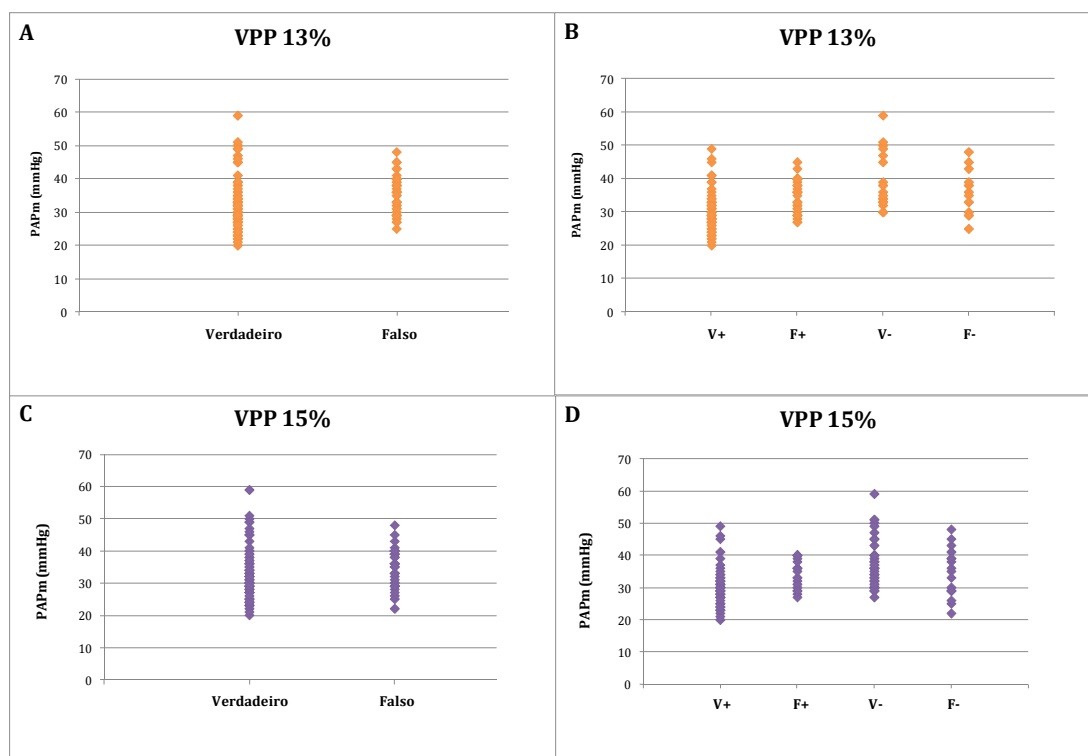 A
VPP 13%
PAPm (mmHg)
70
60
50
40
30
20
10
0
Verdadeiro
Falso
B
VPP 13%
PAPm (mmHg)
70
60
50
40
30
20
10
0
V+
F+
V-
F-
C
VPP 15%
PAPm (mmHg)
70
60
50
40
30
20
10
0
Verdadeiro
Falso
D
VPP 15%
PAPm (mmHg)
70
60
50
40
30
20
10
0
V+
F+
V-
F-